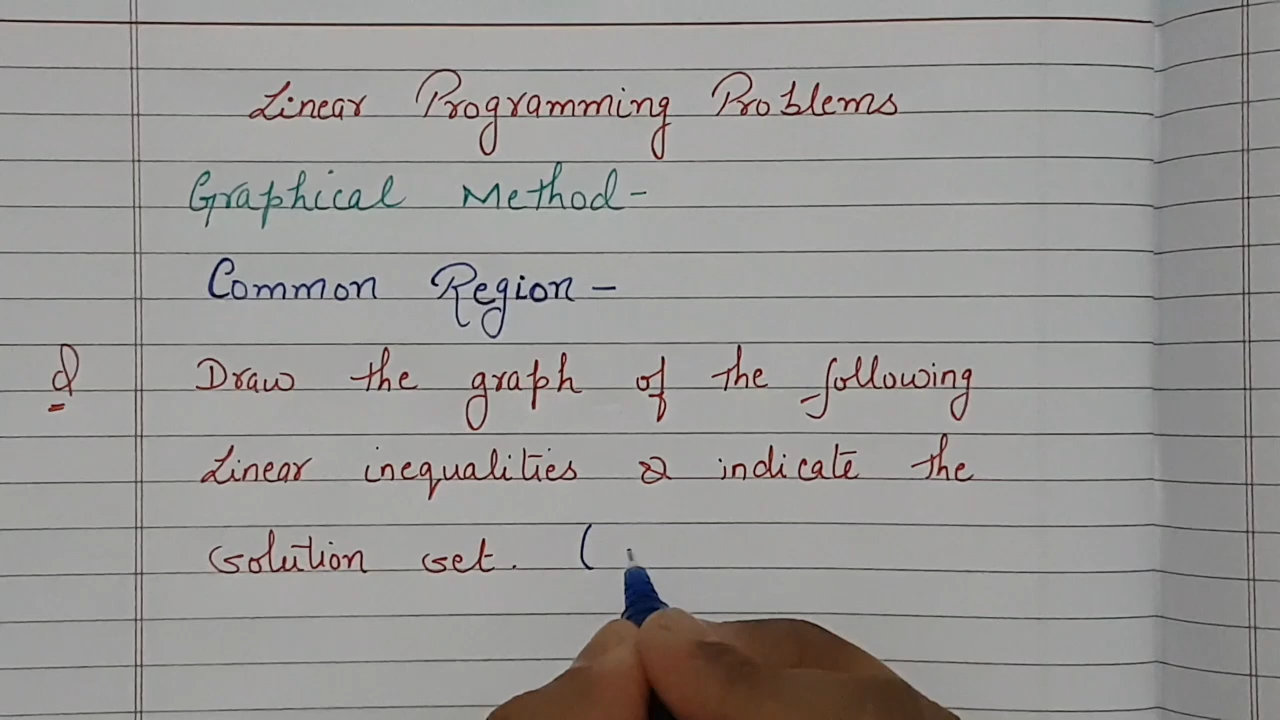 Linear Programming Problems
Graphical Method-
Common Region-
Q Draw the graph of the following
Linear inequalities & indicate the
solution set. (